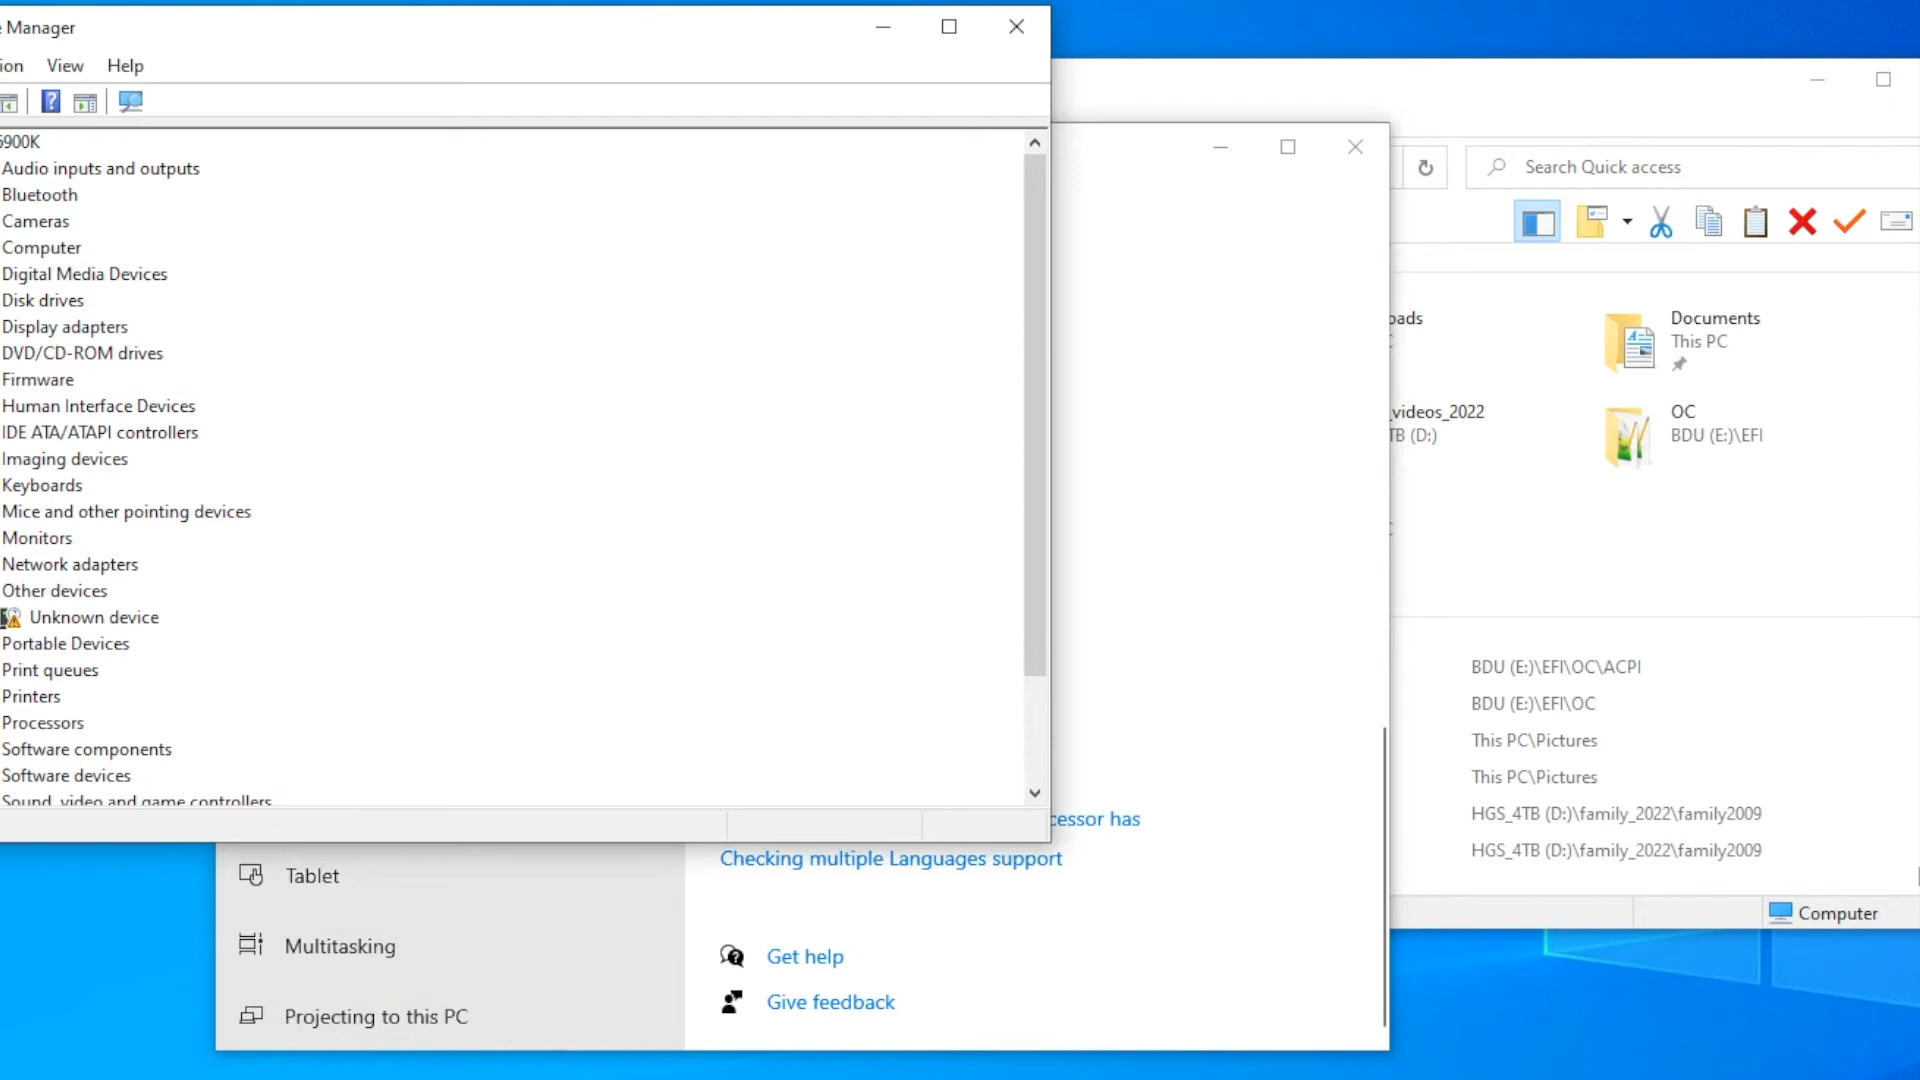 Manager
View
Help
Audio inputs and outputs
Bluetooth
Cameras
Computer
Digital Media Devices
Disk drives
Display adapters
DVD/CD-ROM drives
Firmware
Human Interface Devices
IDE ATA/ATAPI controllers
Imaging devices
Keyboards
Mice and other pointing devices
Monitors
Network adapters
Other devices
Unknown device
Portable Devices
Print queues
Printers
Processors
Software components
Software devices
Sound, video and game controllers
Tablet
Multitasking
Projecting to this PC
has
Checking multiple Languages support
Get help
Give feedback
Search Quick access
Documents
This PC
_videos_2022
(D:)
OC
BDU (E:)\EFI
BDU (E:)\EFI\OC\ACPI
BDU (E:)\EFI\OC
This PC\Pictures
This PC\Pictures
HGS_4TB (D:)\family_2022\family2009
HGS_4TB (D:)\family_2022\family2009
Computer